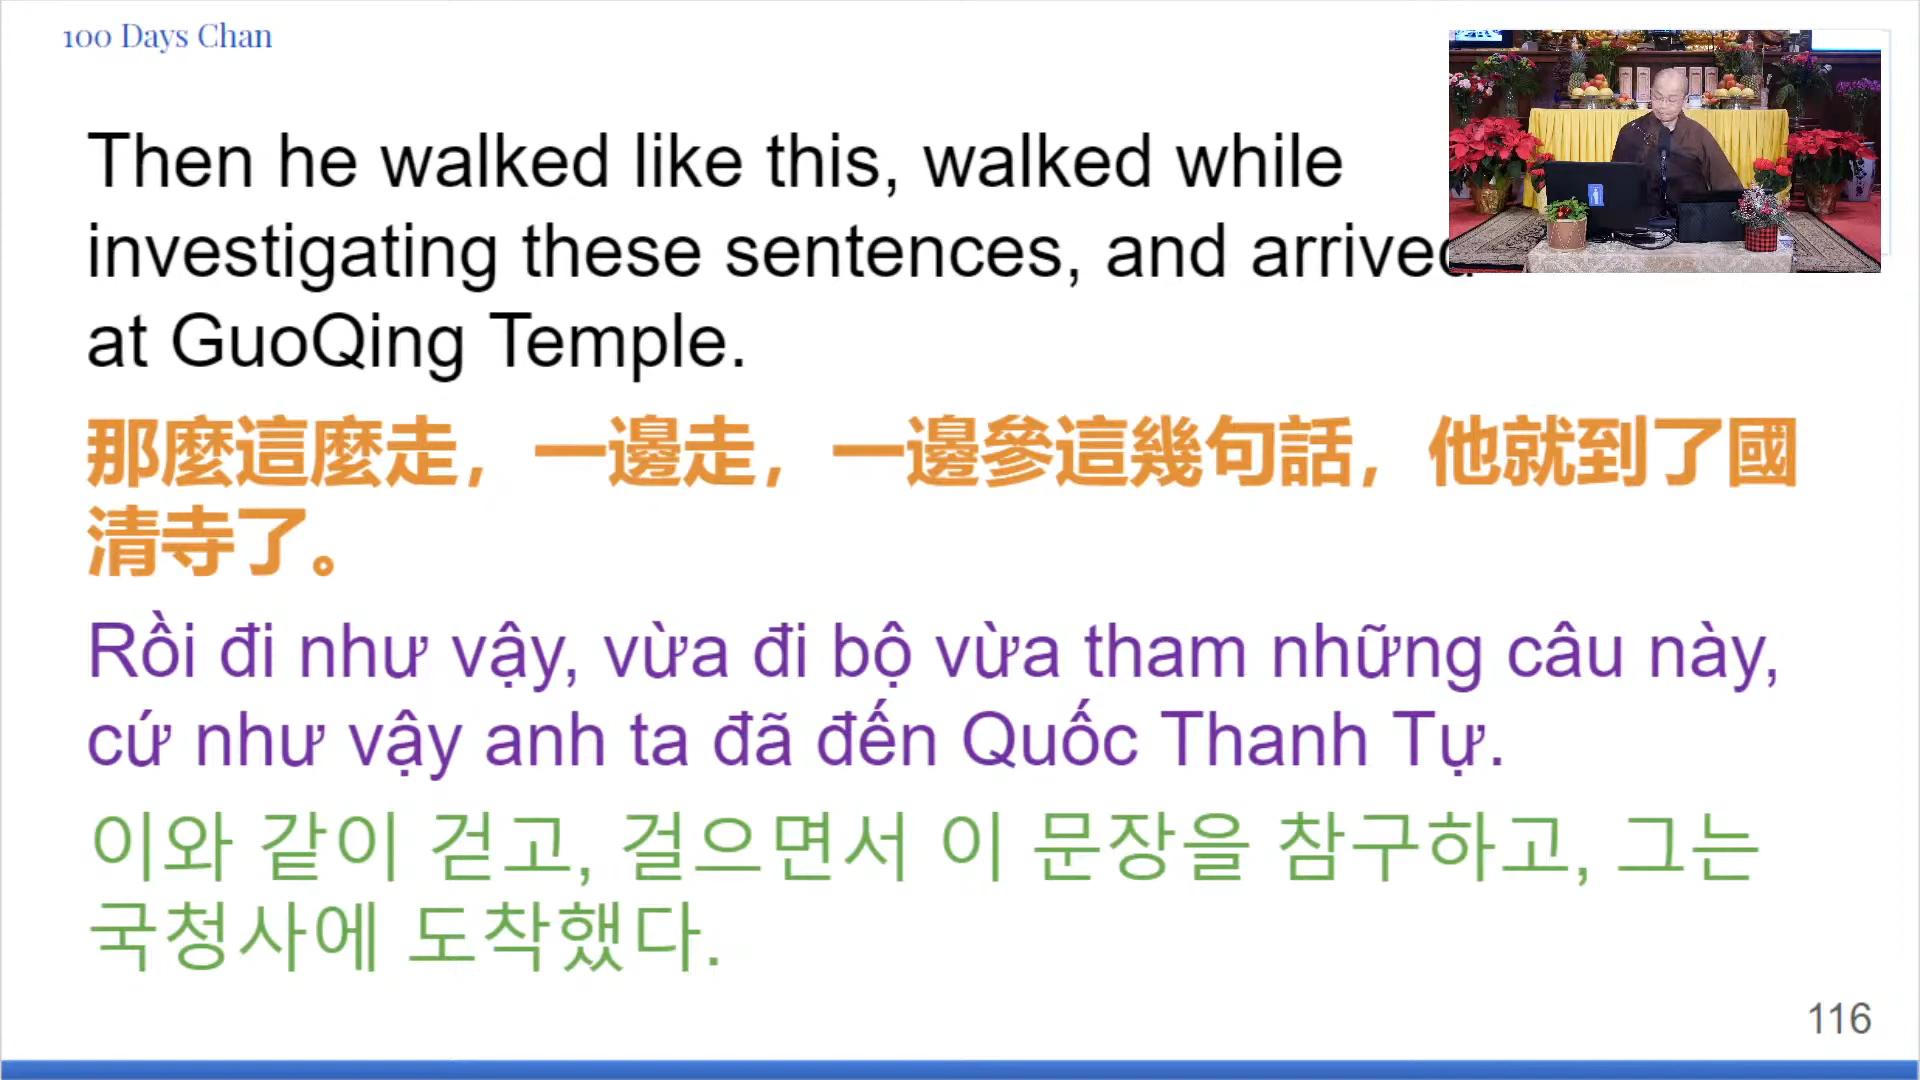 100 Days Chan
Then he walked like this, walked while
investigating these sentences, and arrived
at GuoQing Temple.
那麼這麼走，一邊走，一邊參這幾句話，他就到了國
清寺了。
Rồi đi như vậy, vừa đi bộ vừa tham những câu này,
cứ như vậy anh ta đã đến Quốc Thanh Tự.
이와 같이 걷고, 걸으면서 이 문장을 참구하고, 그는
국청사에 도착했다.
116